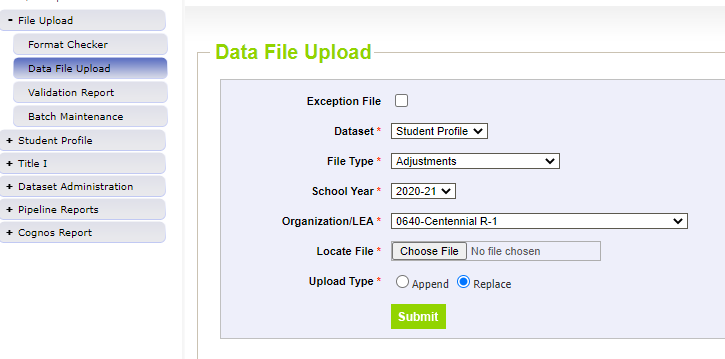 - File Upload
Format Checker
Data File Upload
Validation Report
Batch Maintenance
+ Student Profile
+ Title I
+ Dataset Administration
+ Pipeline Reports
+ Cognos Report
Data File Upload
Exception File
Dataset * Student Profile
File Type * Adjustments
School Year * 2020-21
Organization/LEA * 0640-Centennial R-1
Locate File * Choose File No file chosen
Upload Type * Append Replace
Submit